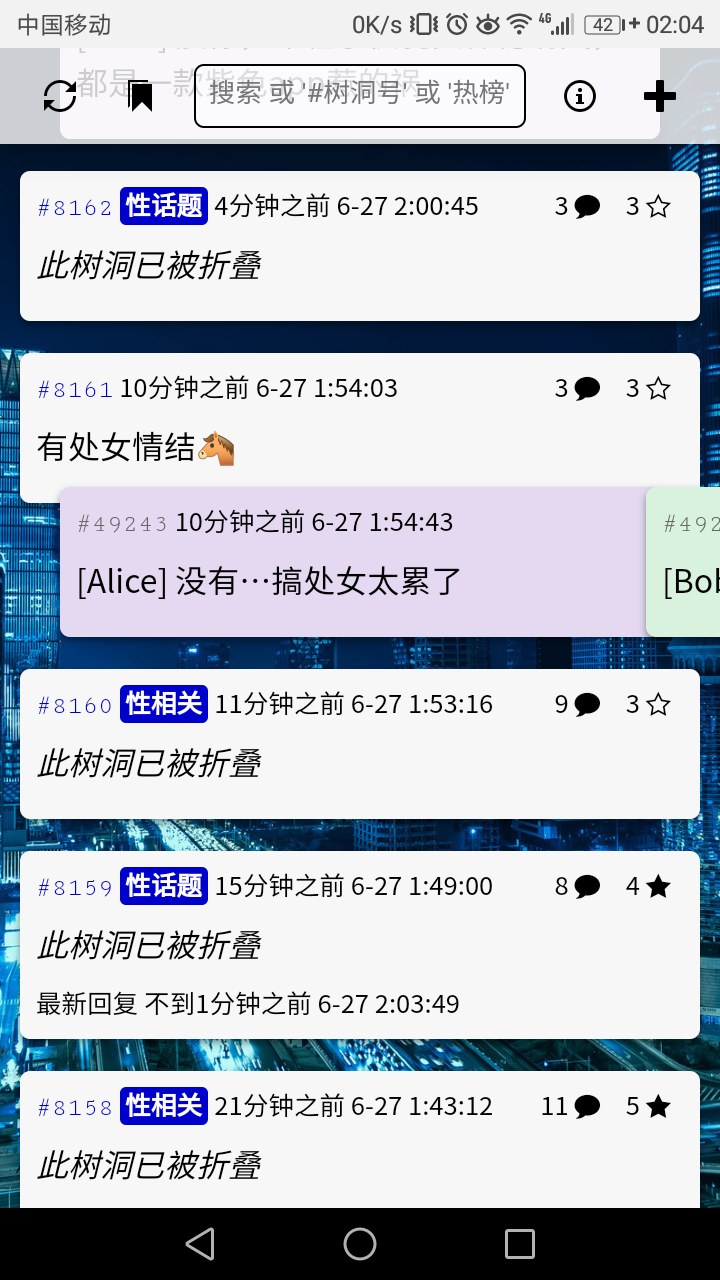 中国移动 0K/s 4G 42 02:04
都是一款紫色app惹的祸
搜索 或 '#树洞号' 或 '热榜'
#8162 性话题 4分钟之前 6-27 2:00:45 3 3
此树洞已被折叠
#8161 10分钟之前 6-27 1:54:03 3 3
有处女情结🐴
#49243 10分钟之前 6-27 1:54:43 #492
[Alice] 没有…搞处女太累了 [Bob
#8160 性相关 11分钟之前 6-27 1:53:16 9 3
此树洞已被折叠
#8159 性话题 15分钟之前 6-27 1:49:00 8 4
此树洞已被折叠
最新回复 不到1分钟之前 6-27 2:03:49
#8158 性相关 21分钟之前 6-27 1:43:12 11 5
此树洞已被折叠